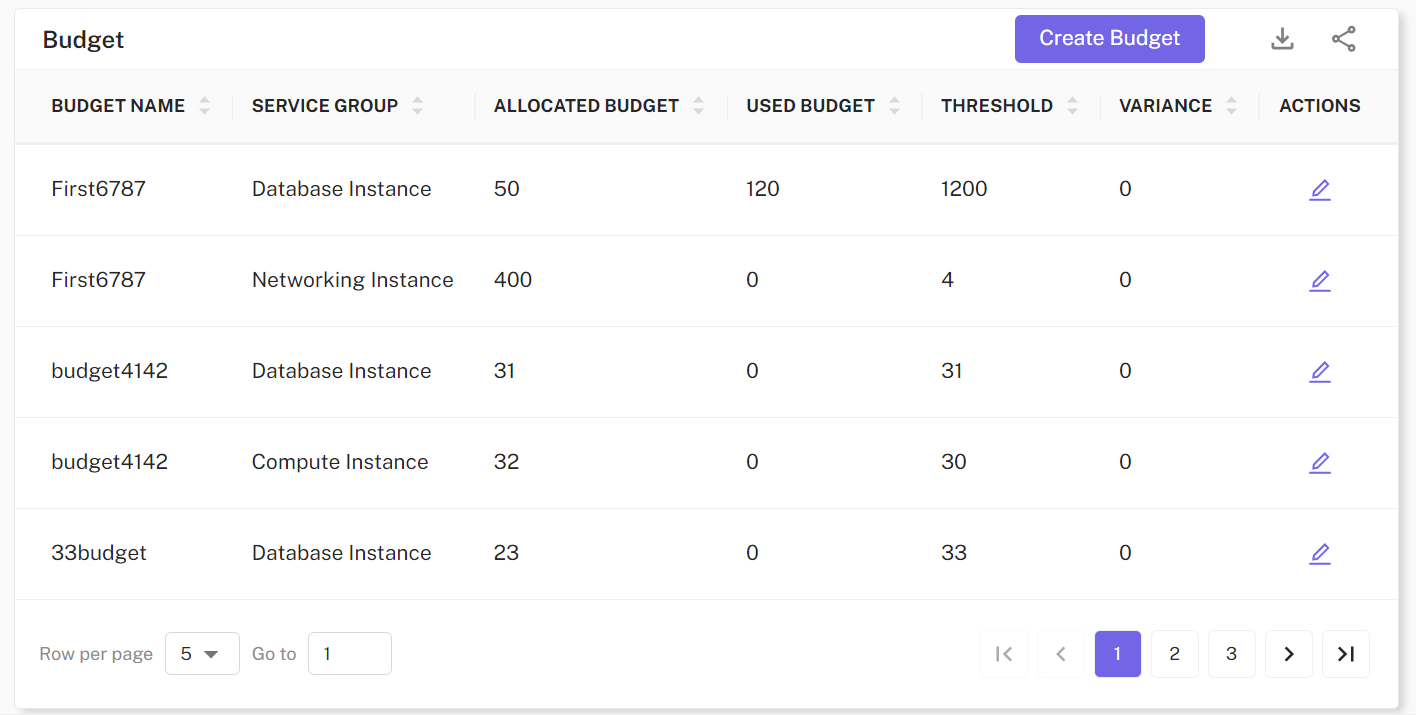 Budget Create Budget
BUDGET NAME SERVICE GROUP ALLOCATED BUDGET USED BUDGET THRESHOLD VARIANCE ACTIONS
First6787 Database Instance 50 120 1200 0
First6787 Networking Instance 400 0 4 0
budget4142 Database Instance 31 0 31 0
budget4142 Compute Instance 32 0 30 0
33budget Database Instance 23 0 33 0
Row per page 5 Go to 1 1 2 3